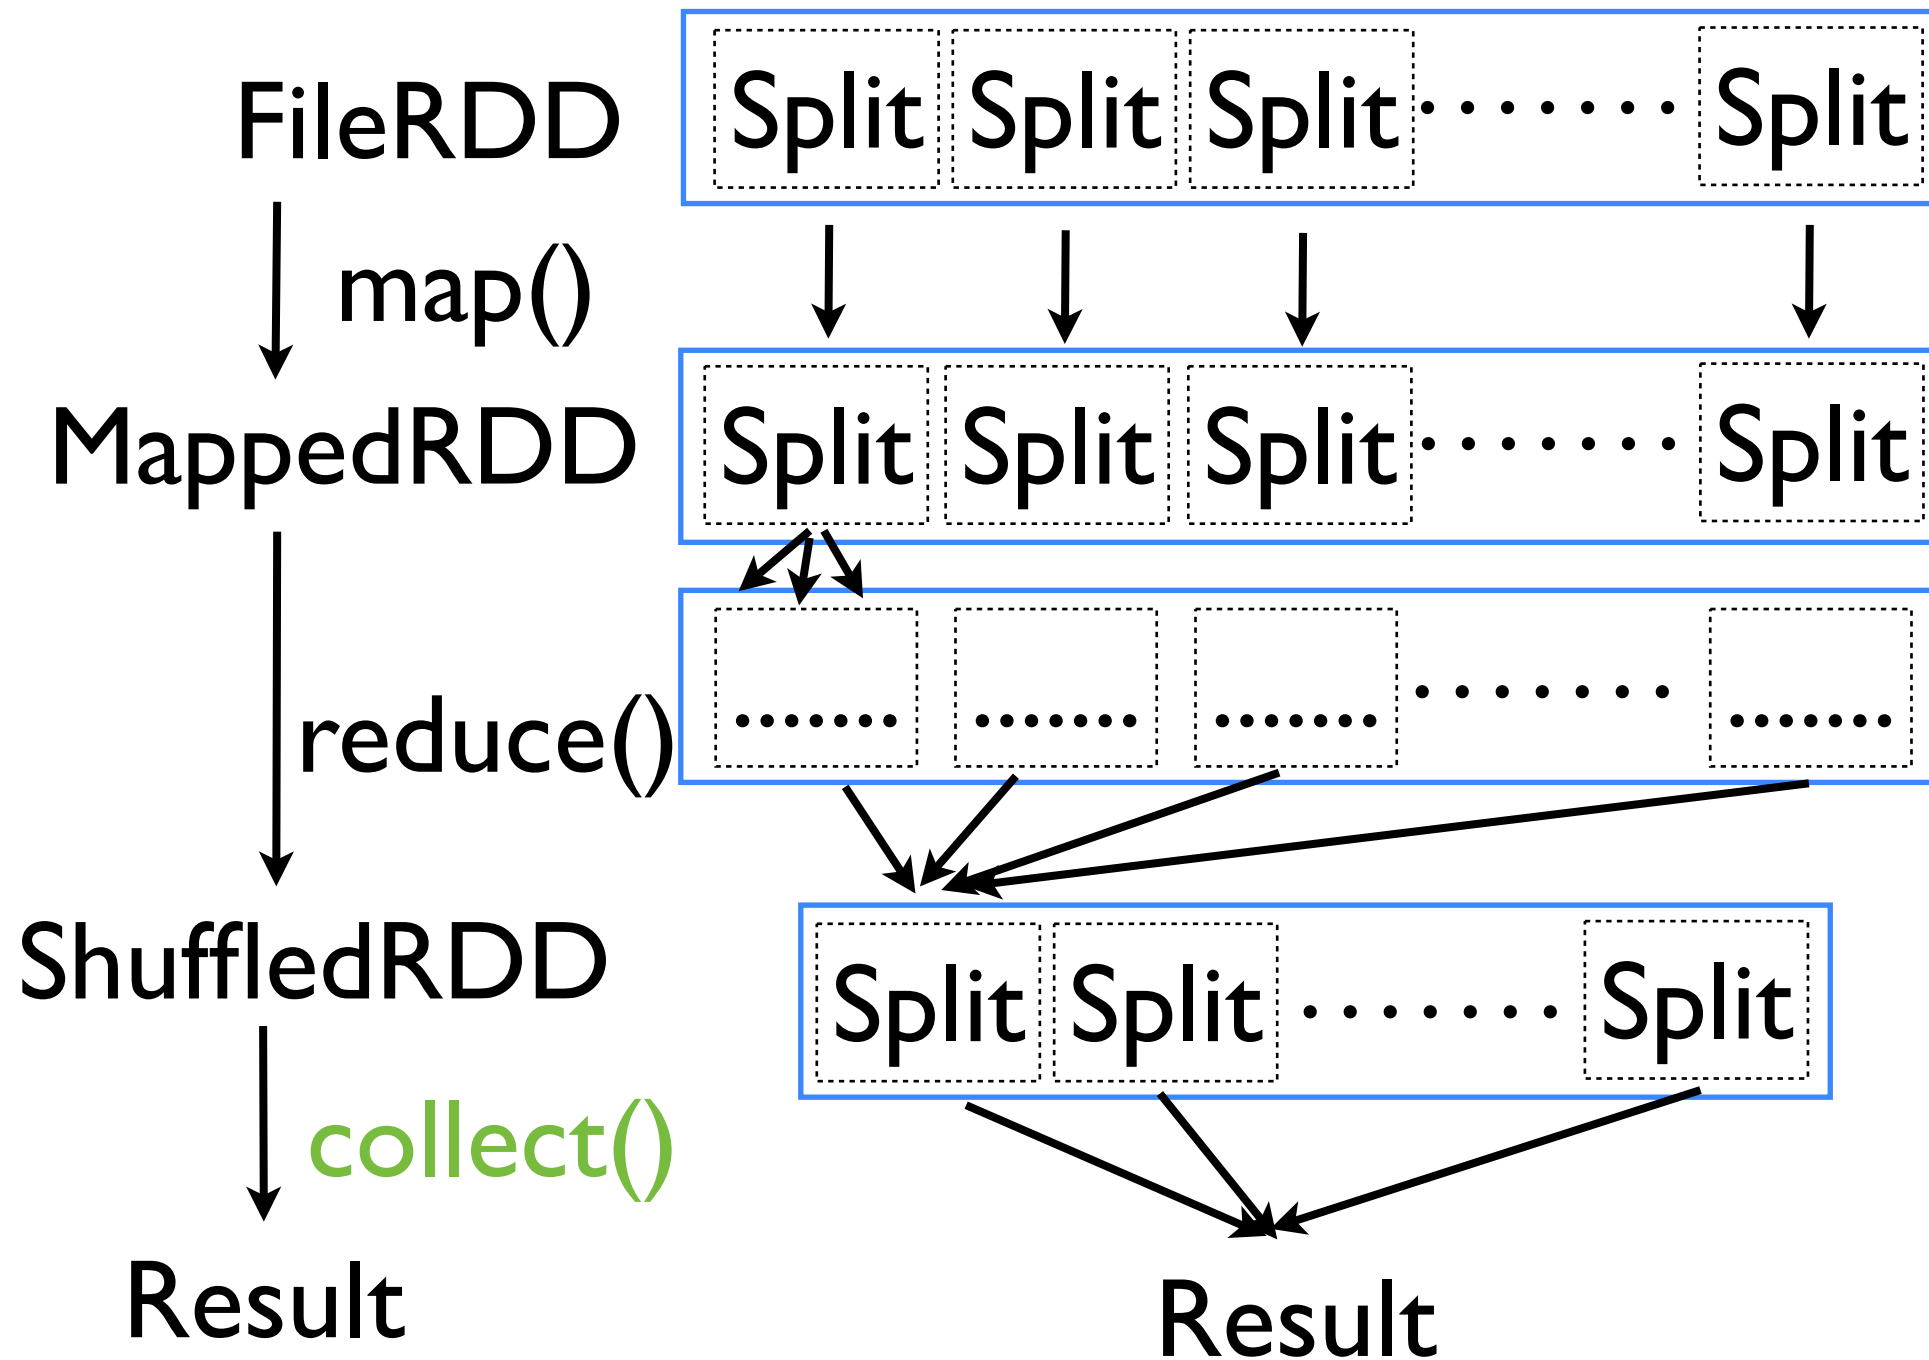 FileRDD Split Split Split ....... Split
map()
MappedRDD Split Split Split ....... Split
....... ....... ....... ....... .......
reduce()
ShuffledRDD Split Split ....... Split
collect()
Result Result